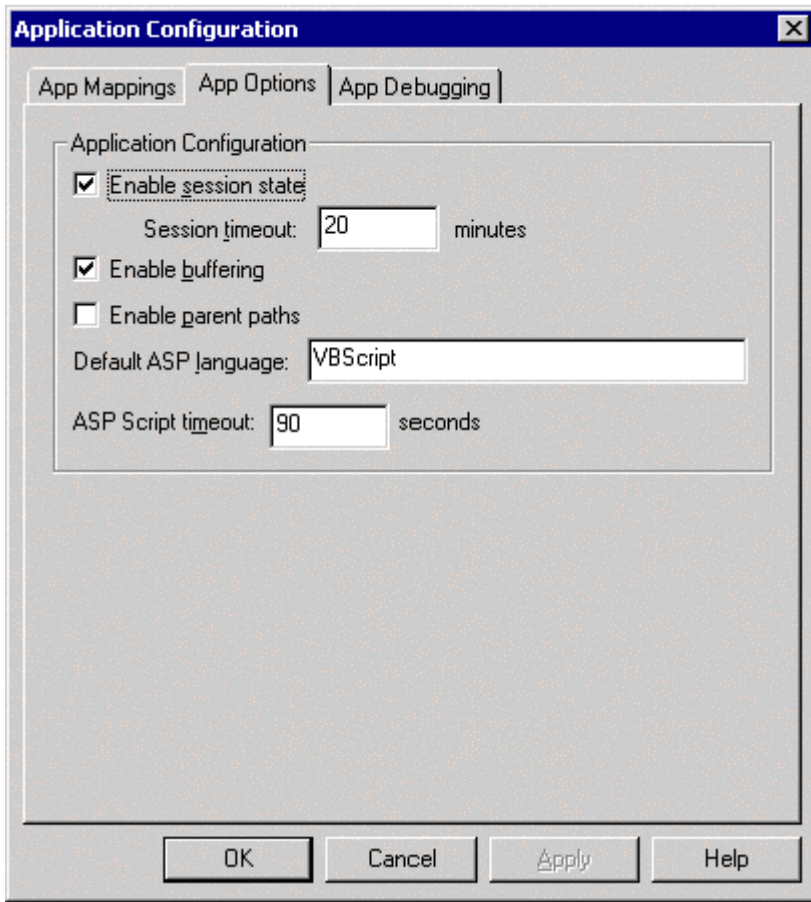 Application Configuration
App Mappings App Options App Debugging
Application Configuration
Enable session state
Session timeout: 20 minutes
Enable buffering
Enable parent paths
Default ASP language: VBScript
ASP Script timeout: 90 seconds
OK Cancel Apply Help